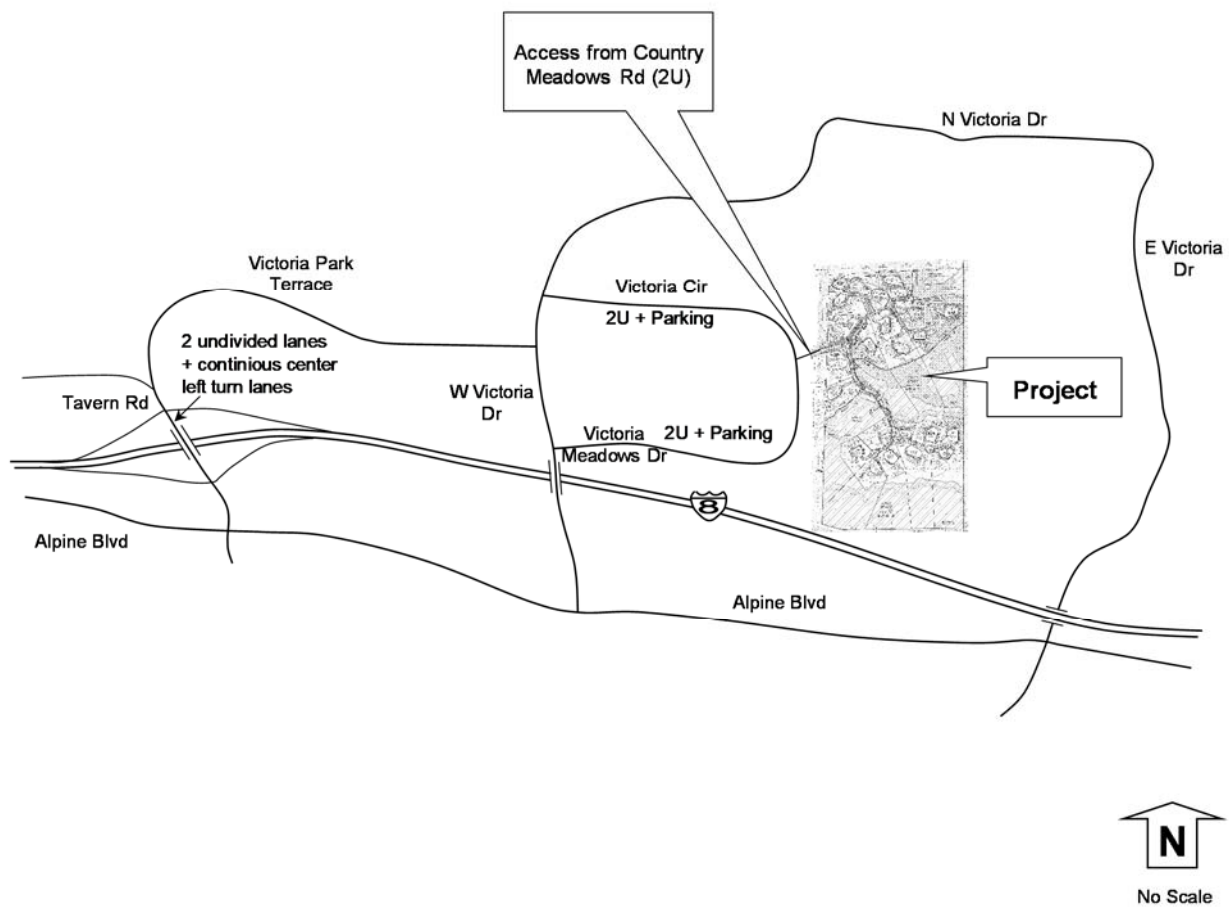 Access from Country
Meadows Rd (2U)
N Victoria Dr
E Victoria
Dr
Victoria Park
Terrace
Victoria Cir
2U + Parking
2 undivided lanes
+ continious center
left turn lanes
Tavern Rd
W Victoria
Dr
Project
Victoria
Meadows Dr
2U + Parking
8
Alpine Blvd
Alpine Blvd
N
No Scale